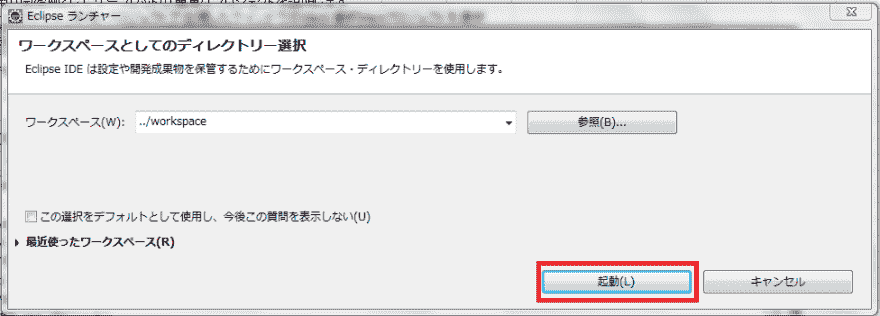 Eclipse ランチャー
ワークスペースとしてのディレクトリー選択
Eclipse IDE は設定や開発成果物を保管するためにワークスペース・ディレクトリーを使用します。
ワークスペース(W): ../workspace 参照(B)...
この選択をデフォルトとして使用し、今後この質問を表示しない(U)
最近使ったワークスペース(R)
起動(L) キャンセル